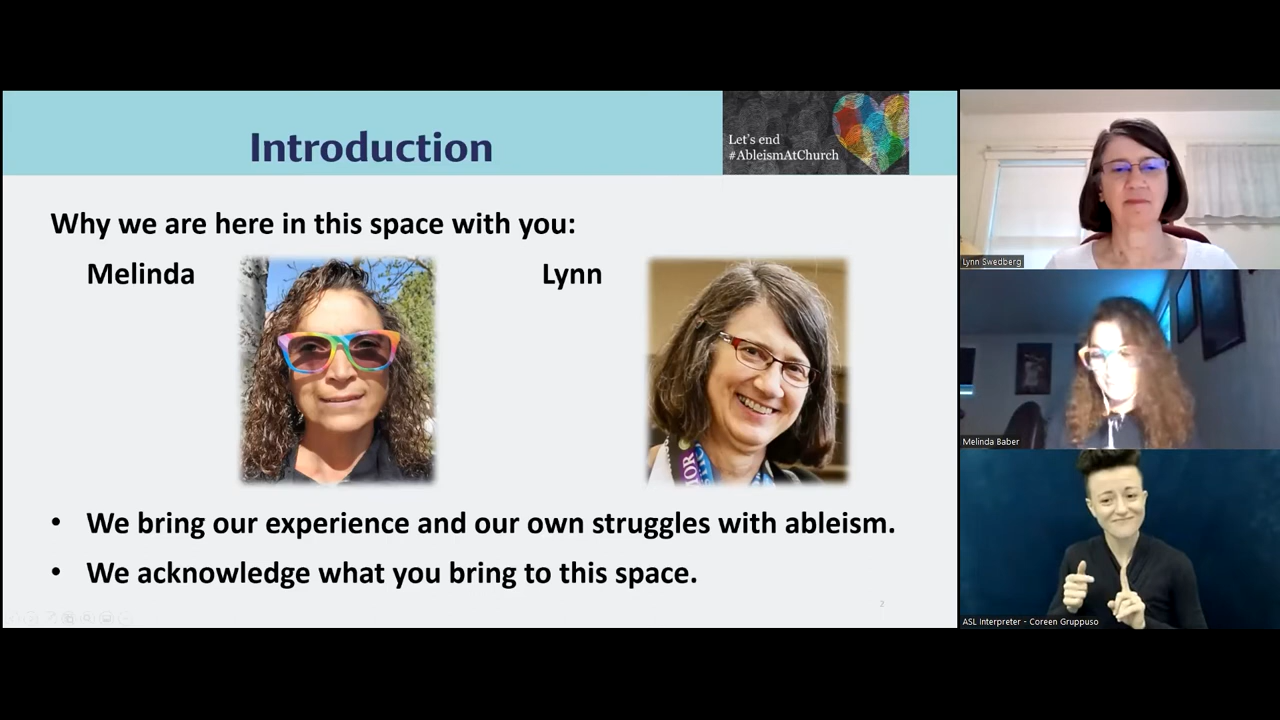 Introduction
Let's end
#AbleismAtChurch
Why we are here in this space with you:
Melinda
Lynn
• We bring our experience and our own struggles with ableism.
• We acknowledge what you bring to this space.
2
Lynn Swedberg
Melinda Baber
ASL Interpreter - Coreen Gruppuso